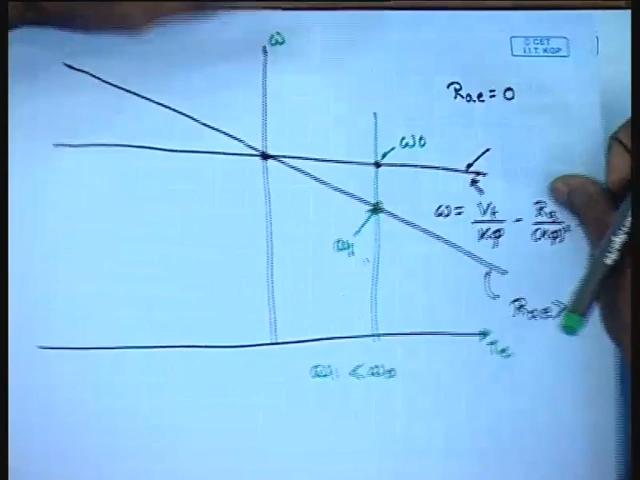 ω
© CET
I.I.T. KGP
Rae = 0
ω0
ω = Vt/Kφ - Ra/(Kφ)²
ω1
Rae >
Te
ω1 < ω0